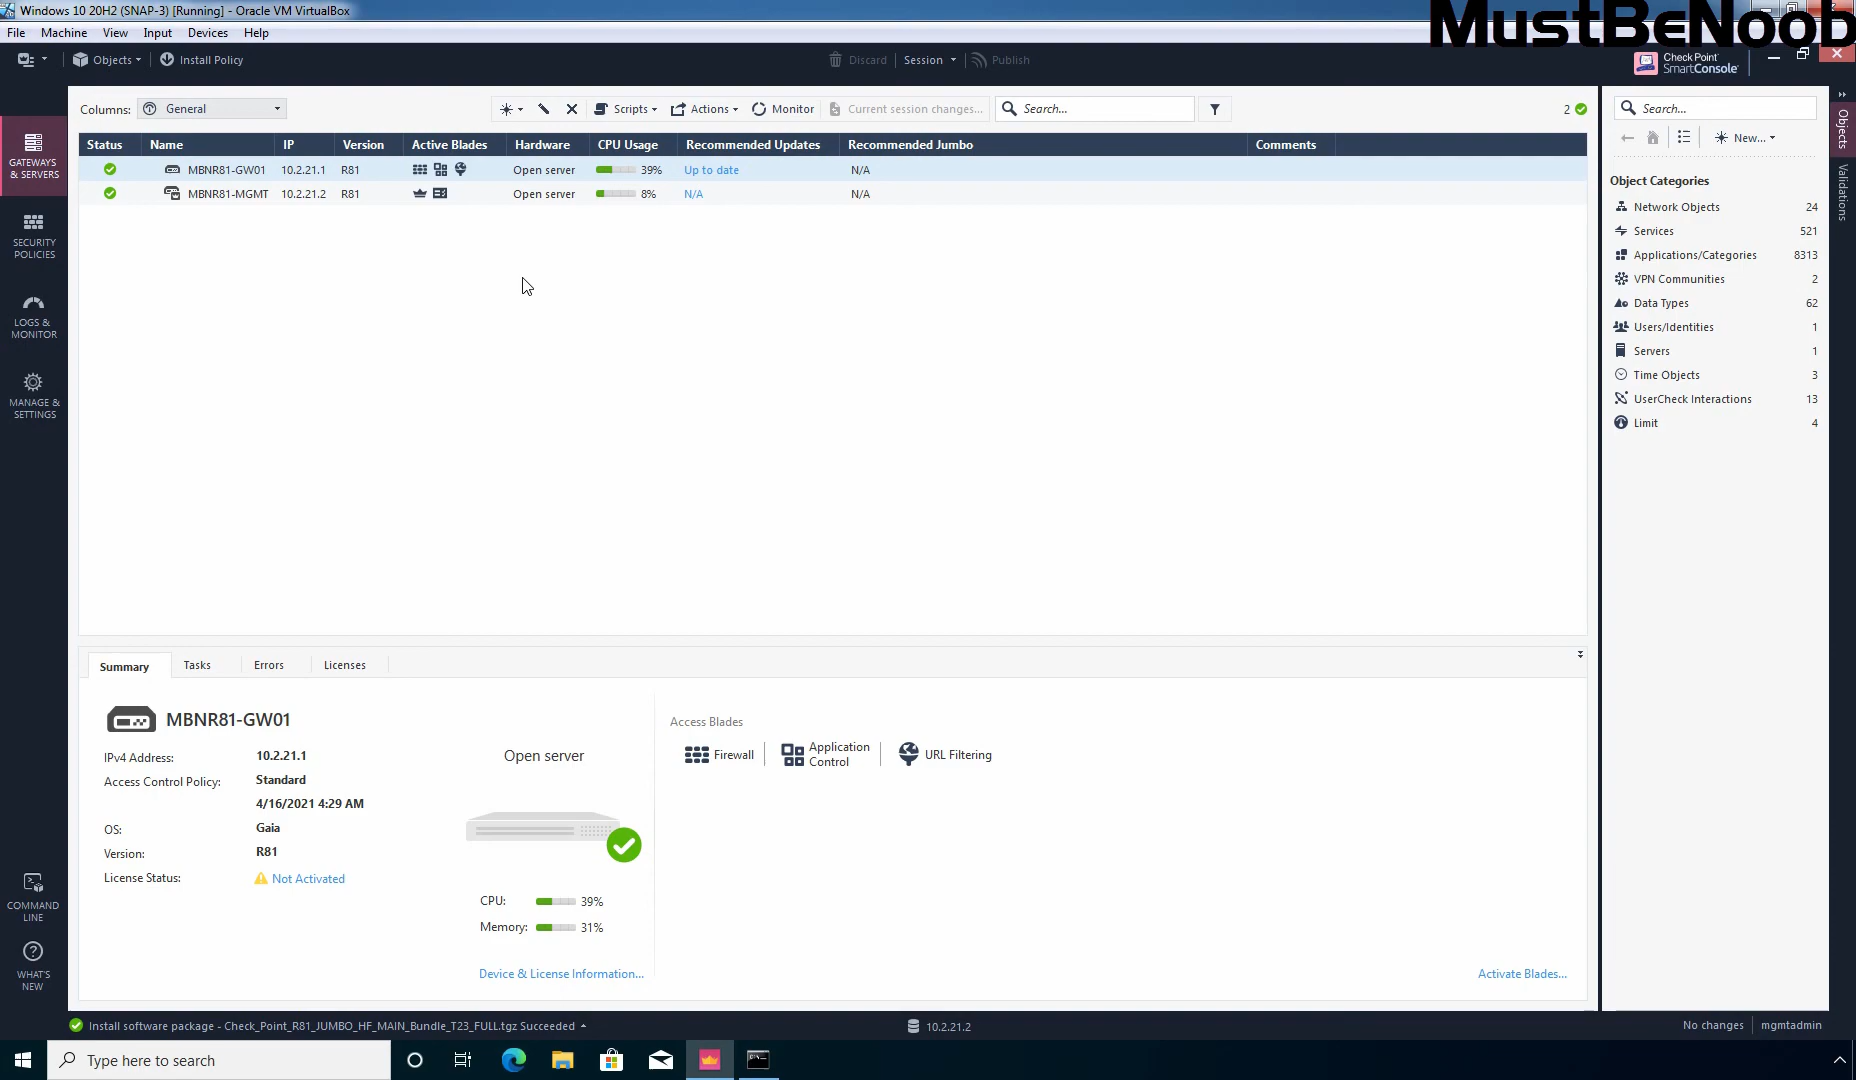 Windows 10 20H2 (SNAP-3) [Running] - Oracle VM VirtualBox
MustBeNoob
File Machine View Input Devices Help
Objects Install Policy Discard Session Publish
Check Point
SmartConsole
Columns: General Scripts Actions Monitor Current session changes... Search... 2
Search...
New...
Status Name IP Version Active Blades Hardware CPU Usage Recommended Updates Recommended Jumbo Comments
MBNR81-GW01 10.2.21.1 R81 Open server 39% Up to date N/A
MBNR81-MGMT 10.2.21.2 R81 Open server 8% N/A N/A
GATEWAYS
& SERVERS
SECURITY
POLICIES
LOGS &
MONITOR
MANAGE &
SETTINGS
COMMAND
LINE
WHAT'S
NEW
Objects
Validations
Object Categories
Network Objects 24
Services 521
Applications/Categories 8313
VPN Communities 2
Data Types 62
Users/Identities 1
Servers 1
Time Objects 3
UserCheck Interactions 13
Limit 4
Summary Tasks Errors Licenses
MBNR81-GW01
IPv4 Address: 10.2.21.1
Access Control Policy: Standard
4/16/2021 4:29 AM
OS: Gaia
Version: R81
License Status: Not Activated
Open server
CPU: 39%
Memory: 31%
Device & License Information...
Access Blades
Firewall
Application
Control
URL Filtering
Activate Blades...
Install software package - Check_Point_R81_JUMBO_HF_MAIN_Bundle_T23_FULL.tgz Succeeded
10.2.21.2
No changes mgmtadmin
Type here to search